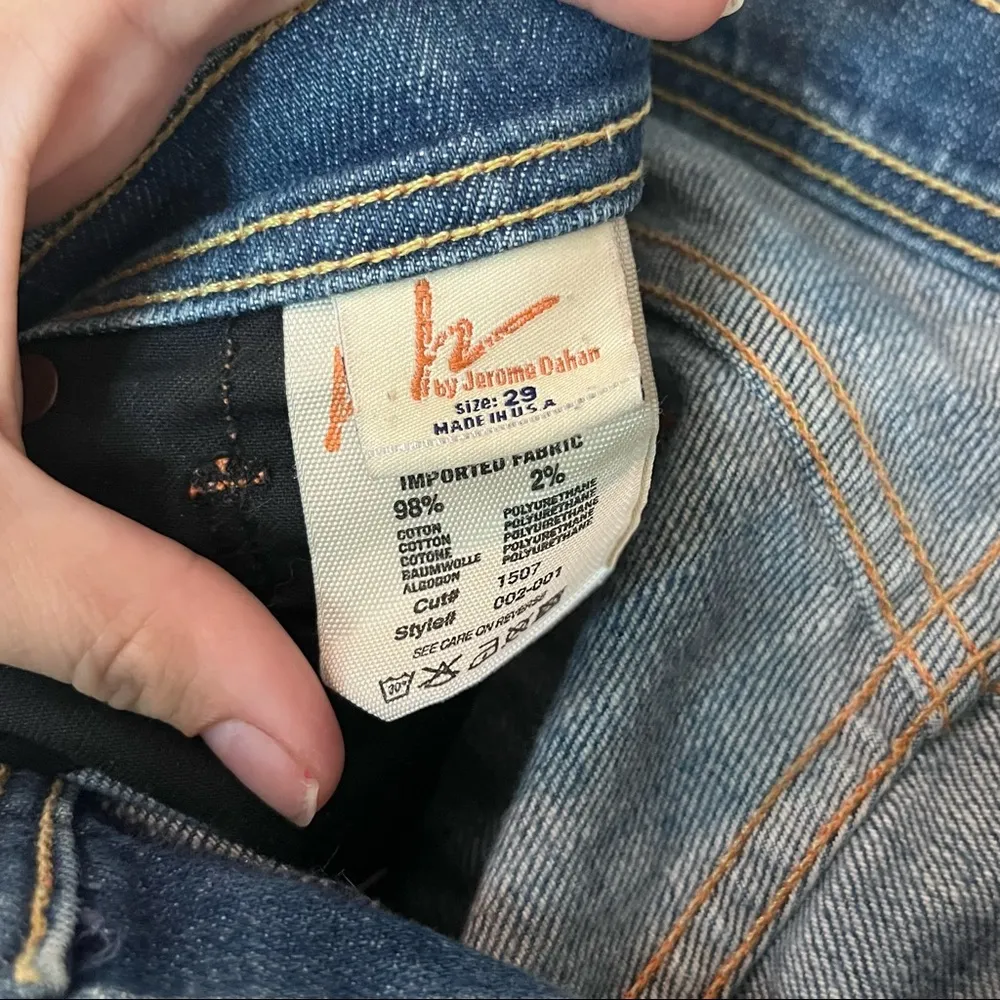 h
by Jerome Dahan
size: 29
MADE IN U S A
IMPORTED FABRIC
98% 2%
COTON POLYURETHANE
COTTON POLYURETHANE
COTONE POLYURETHANE
BAUMWOLLE POLYURETHANE
ALGODON POLYURETHANE
Cut# 1507
Style# 002-001
SEE CARE ON REVERSE
30°